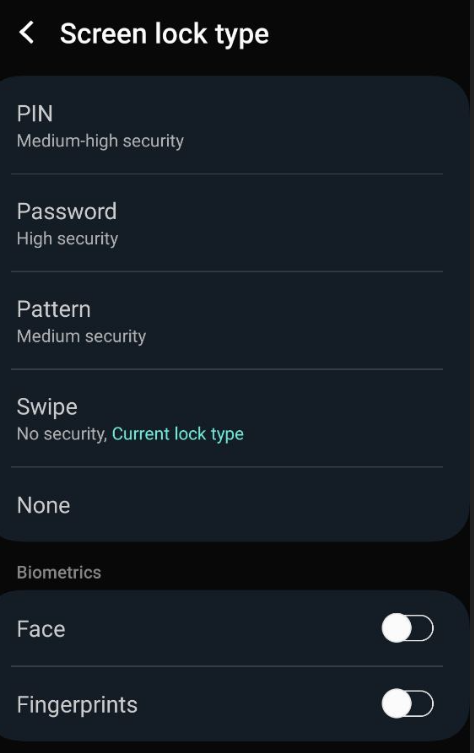 Screen lock type
PIN
Medium-high security
Password
High security
Pattern
Medium security
Swipe
No security, Current lock type
None
Biometrics
Face
Fingerprints